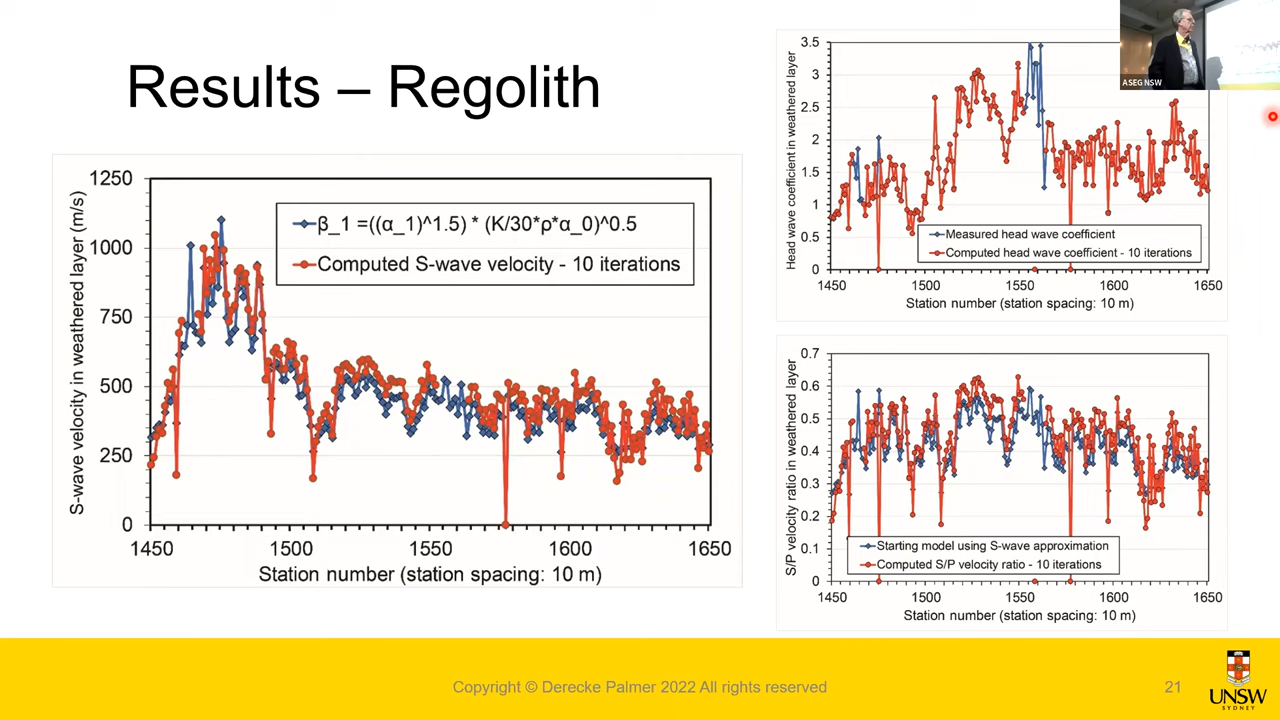 Results – Regolith
S-wave velocity in weathered layer (m/s)
1250
1000
750
500
250
0
β_1 =((α_1)^1.5) * (K/30*ρ*α_0)^0.5
Computed S-wave velocity - 10 iterations
1450 1500 1550 1600 1650
Station number (station spacing: 10 m)
Head wave coefficient in weathered layer
3.5
3
2.5
2
1.5
1
0.5
0
Measured head wave coefficient
Computed head wave coefficient - 10 iterations
1450 1500 1550 1600 1650
Station number (station spacing: 10 m)
ASEG NSW
S/P velocity ratio in weathered layer
0.7
0.6
0.5
0.4
0.3
0.2
0.1
0
Starting model using S-wave approximation
Computed S/P velocity ratio - 10 iterations
1450 1500 1550 1600 1650
Station number (station spacing: 10 m)
Copyright © Derecke Palmer 2022 All rights reserved
21
UNSW
SYDNEY